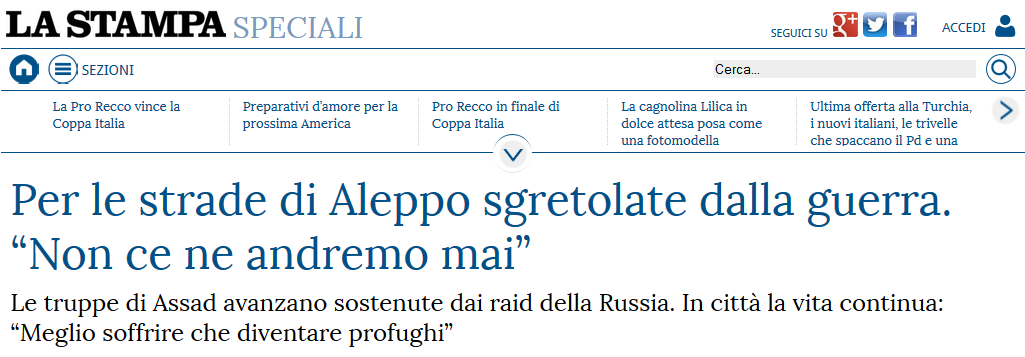 LA STAMPA SPECIALI
SEGUICI SU
ACCEDI
SEZIONI
Cerca...
La Pro Recco vince la
Coppa Italia
Preparativi d'amore per la
prossima America
Pro Recco in finale di
Coppa Italia
La cagnolina Lilica in
dolce attesa posa come
una fotomodella
Ultima offerta alla Turchia,
i nuovi italiani, le trivelle
che spaccano il Pd e una
Per le strade di Aleppo sgretolate dalla guerra.
“Non ce ne andremo mai”
Le truppe di Assad avanzano sostenute dai raid della Russia. In città la vita continua:
“Meglio soffrire che diventare profughi”